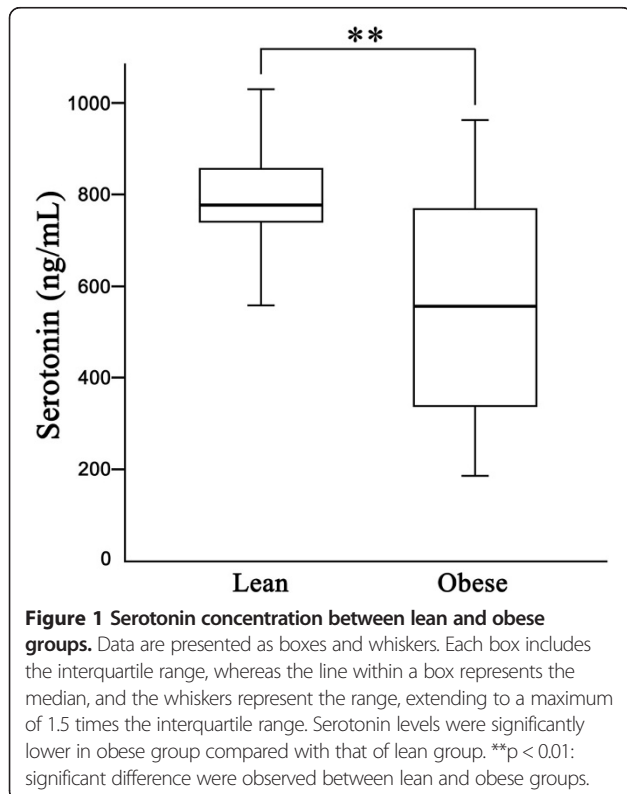 **
1000
800
600
400
200
0
Serotonin (ng/mL)
Lean Obese
Figure 1 Serotonin concentration between lean and obese
groups. Data are presented as boxes and whiskers. Each box includes
the interquartile range, whereas the line within a box represents the
median, and the whiskers represent the range, extending to a maximum
of 1.5 times the interquartile range. Serotonin levels were significantly
lower in obese group compared with that of lean group. **p < 0.01:
significant difference were observed between lean and obese groups.